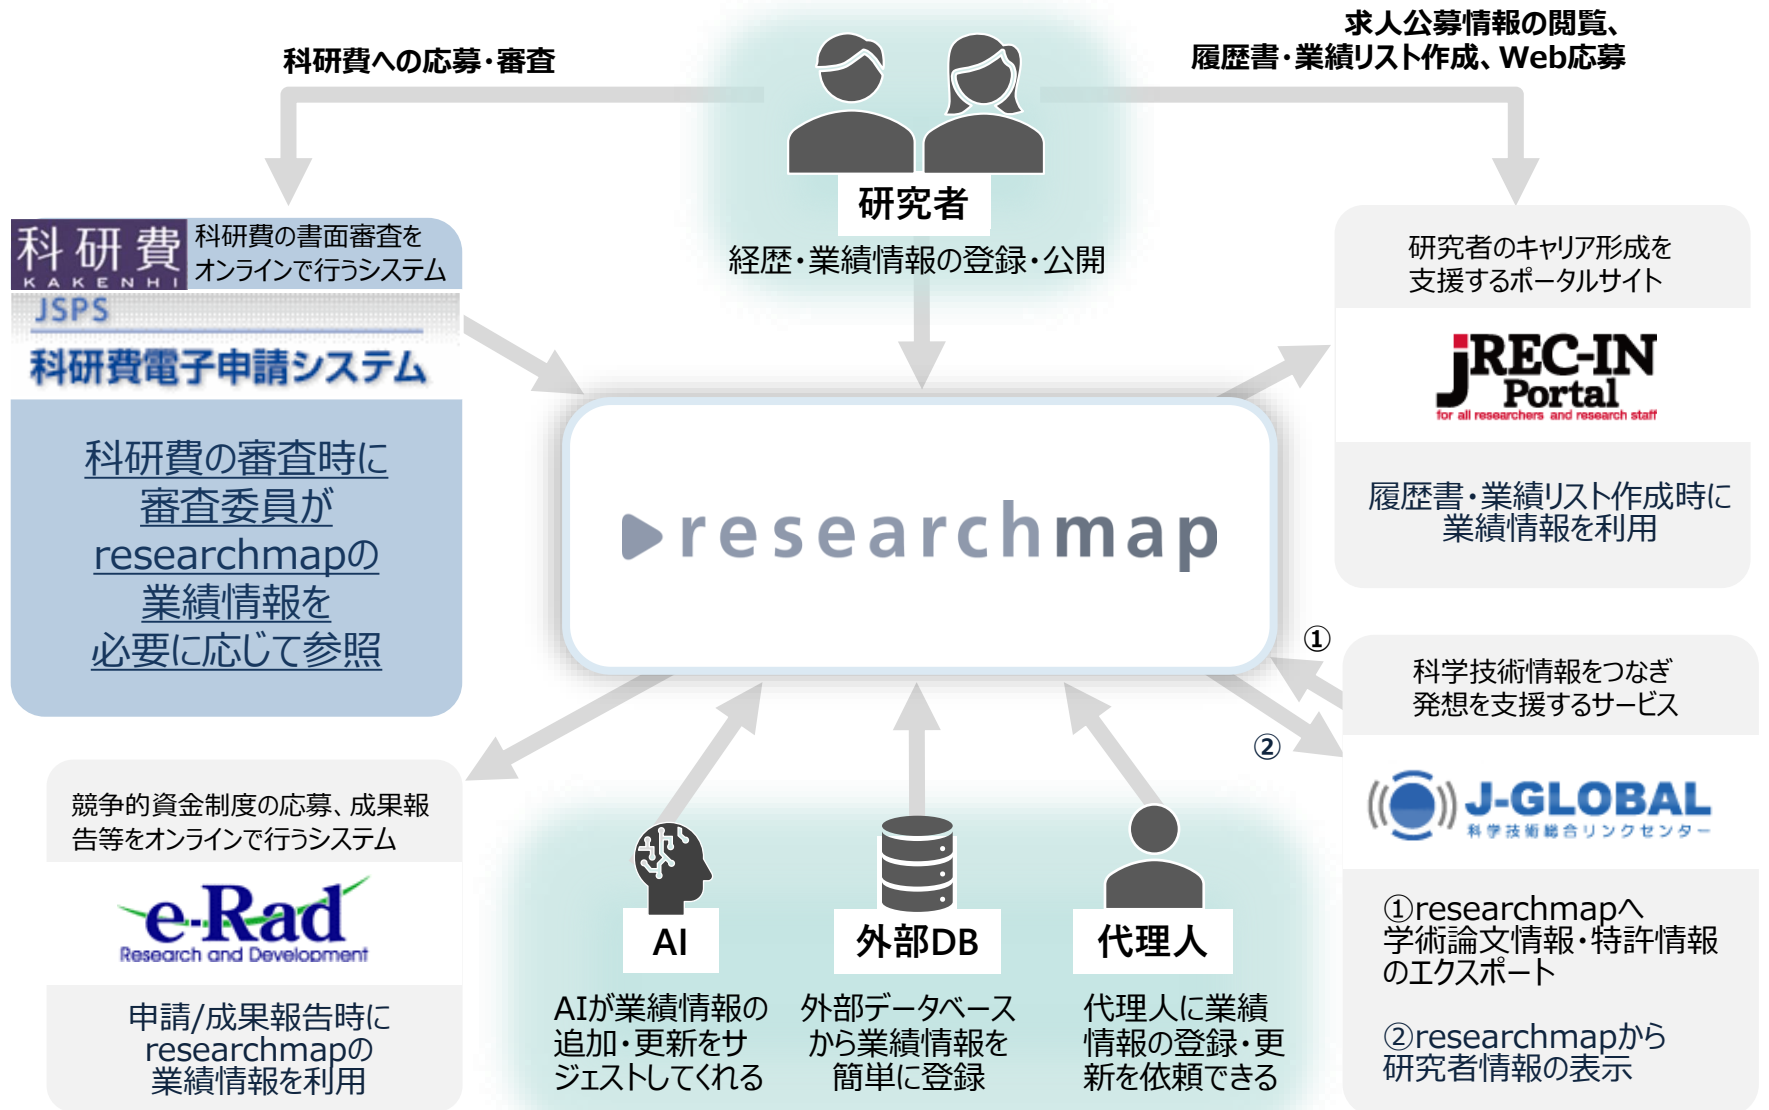 科研費への応募・審査
求人公募情報の閲覧、
履歴書・業績リスト作成、Web応募
研究者
経歴・業績情報の登録・公開
科研費
KAKENHI
科研費の書面審査を
オンラインで行うシステム
JSPS
科研費電子申請システム
科研費の審査時に
審査委員が
researchmapの
業績情報を
必要に応じて参照
研究者のキャリア形成を
支援するポータルサイト
jREC-IN
Portal
for all researchers and research staff
履歴書・業績リスト作成時に
業績情報を利用
researchmap
①
②
科学技術情報をつなぎ
発想を支援するサービス
J-GLOBAL
科学技術総合リンクセンター
①researchmapへ
学術論文情報・特許情報
のエクスポート
②researchmapから
研究者情報の表示
競争的資金制度の応募、成果報
告等をオンラインで行うシステム
e-Rad
Research and Development
申請/成果報告時に
researchmapの
業績情報を利用
AI
AIが業績情報の
追加・更新をサ
ジェストしてくれる
外部DB
外部データベース
から業績情報を
簡単に登録
代理人
代理人に業績
情報の登録・更
新を依頼できる